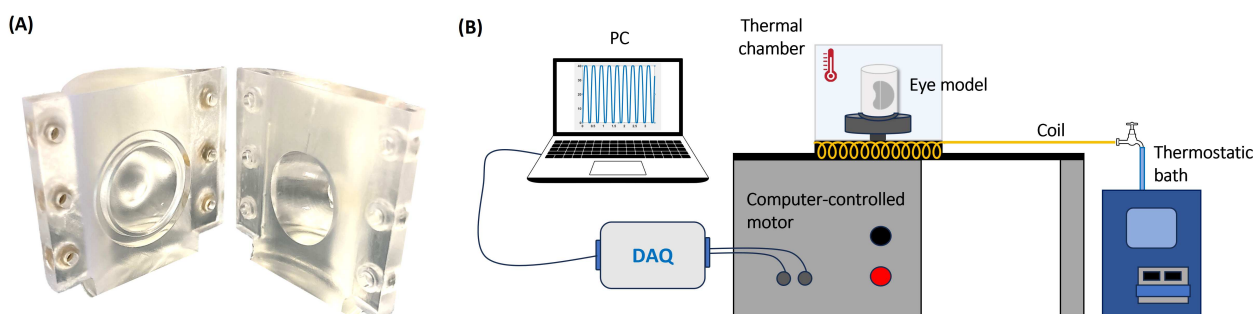 (A)
(B)
PC
Thermal
chamber
Eye model
Coil
Thermostatic
bath
Computer-controlled
motor
DAQ